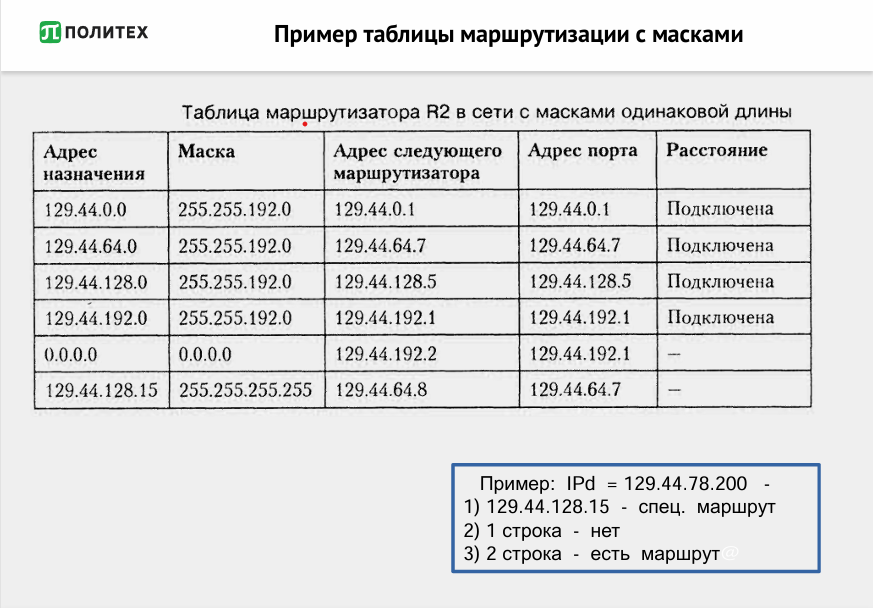 ПОЛИТЕХ
Пример таблицы маршрутизации с масками
Таблица маршрутизатора R2 в сети с масками одинаковой длины
Адрес назначения Маска Адрес следующего маршрутизатора Адрес порта Расстояние
129.44.0.0 255.255.192.0 129.44.0.1 129.44.0.1 Подключена
129.44.64.0 255.255.192.0 129.44.64.7 129.44.64.7 Подключена
129.44.128.0 255.255.192.0 129.44.128.5 129.44.128.5 Подключена
129.44.192.0 255.255.192.0 129.44.192.1 129.44.192.1 Подключена
0.0.0.0 0.0.0.0 129.44.192.2 129.44.192.1 –
129.44.128.15 255.255.255.255 129.44.64.8 129.44.64.7 –
Пример: IPd = 129.44.78.200 -
1) 129.44.128.15 - спец. маршрут
2) 1 строка - нет
3) 2 строка - есть маршрут@